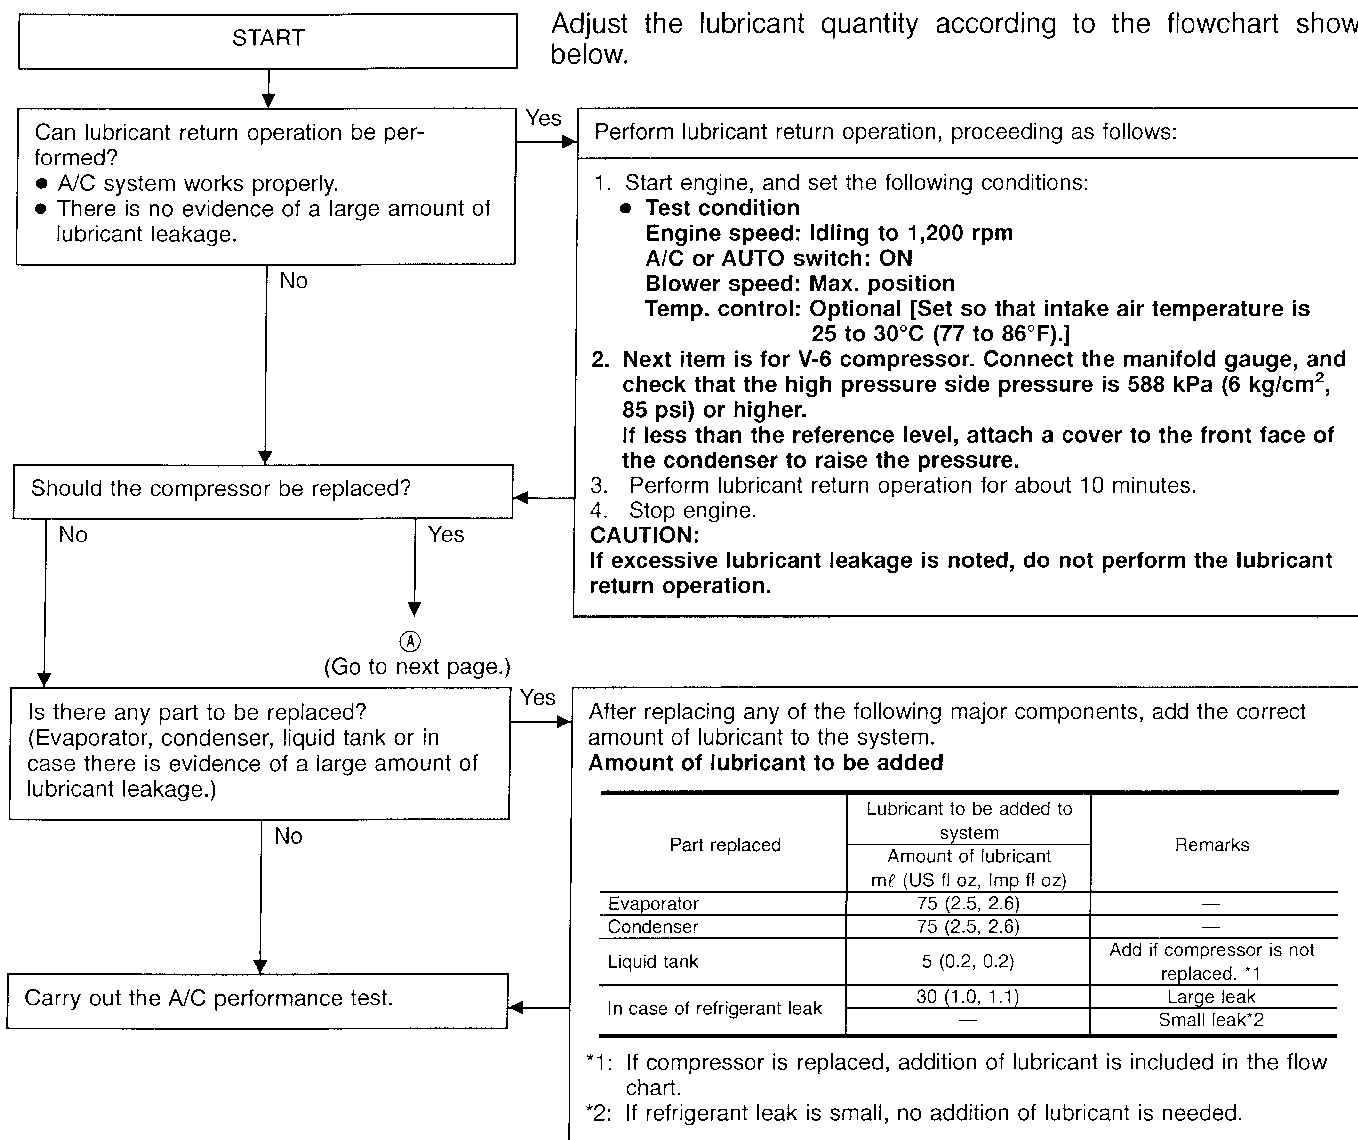 START
Adjust the lubricant quantity according to the flowchart show
below.
Can lubricant return operation be per-
formed?
● A/C system works properly.
● There is no evidence of a large amount of
lubricant leakage.
Yes
No
Perform lubricant return operation, proceeding as follows:
1. Start engine, and set the following conditions:
● Test condition
Engine speed: Idling to 1,200 rpm
A/C or AUTO switch: ON
Blower speed: Max. position
Temp. control: Optional [Set so that intake air temperature is
25 to 30°C (77 to 86°F).]
2. Next item is for V-6 compressor. Connect the manifold gauge, and
check that the high pressure side pressure is 588 kPa (6 kg/cm², 
85 psi) or higher.
If less than the reference level, attach a cover to the front face of
the condenser to raise the pressure.
3. Perform lubricant return operation for about 10 minutes.
4. Stop engine.
CAUTION:
If excessive lubricant leakage is noted, do not perform the lubricant
return operation.
Should the compressor be replaced?
No
Yes
Ⓐ
(Go to next page.)
Is there any part to be replaced?
(Evaporator, condenser, liquid tank or in
case there is evidence of a large amount of
lubricant leakage.)
Yes
No
After replacing any of the following major components, add the correct
amount of lubricant to the system.
Amount of lubricant to be added
Part replaced
Lubricant to be added to
system
Amount of lubricant
mℓ (US fl oz, Imp fl oz)
Remarks
Evaporator 75 (2.5, 2.6) —
Condenser 75 (2.5, 2.6) —
Liquid tank 5 (0.2, 0.2) Add if compressor is not
replaced. *1
In case of refrigerant leak 30 (1.0, 1.1) Large leak
— Small leak*2
*1: If compressor is replaced, addition of lubricant is included in the flow
chart.
*2: If refrigerant leak is small, no addition of lubricant is needed.
Carry out the A/C performance test.